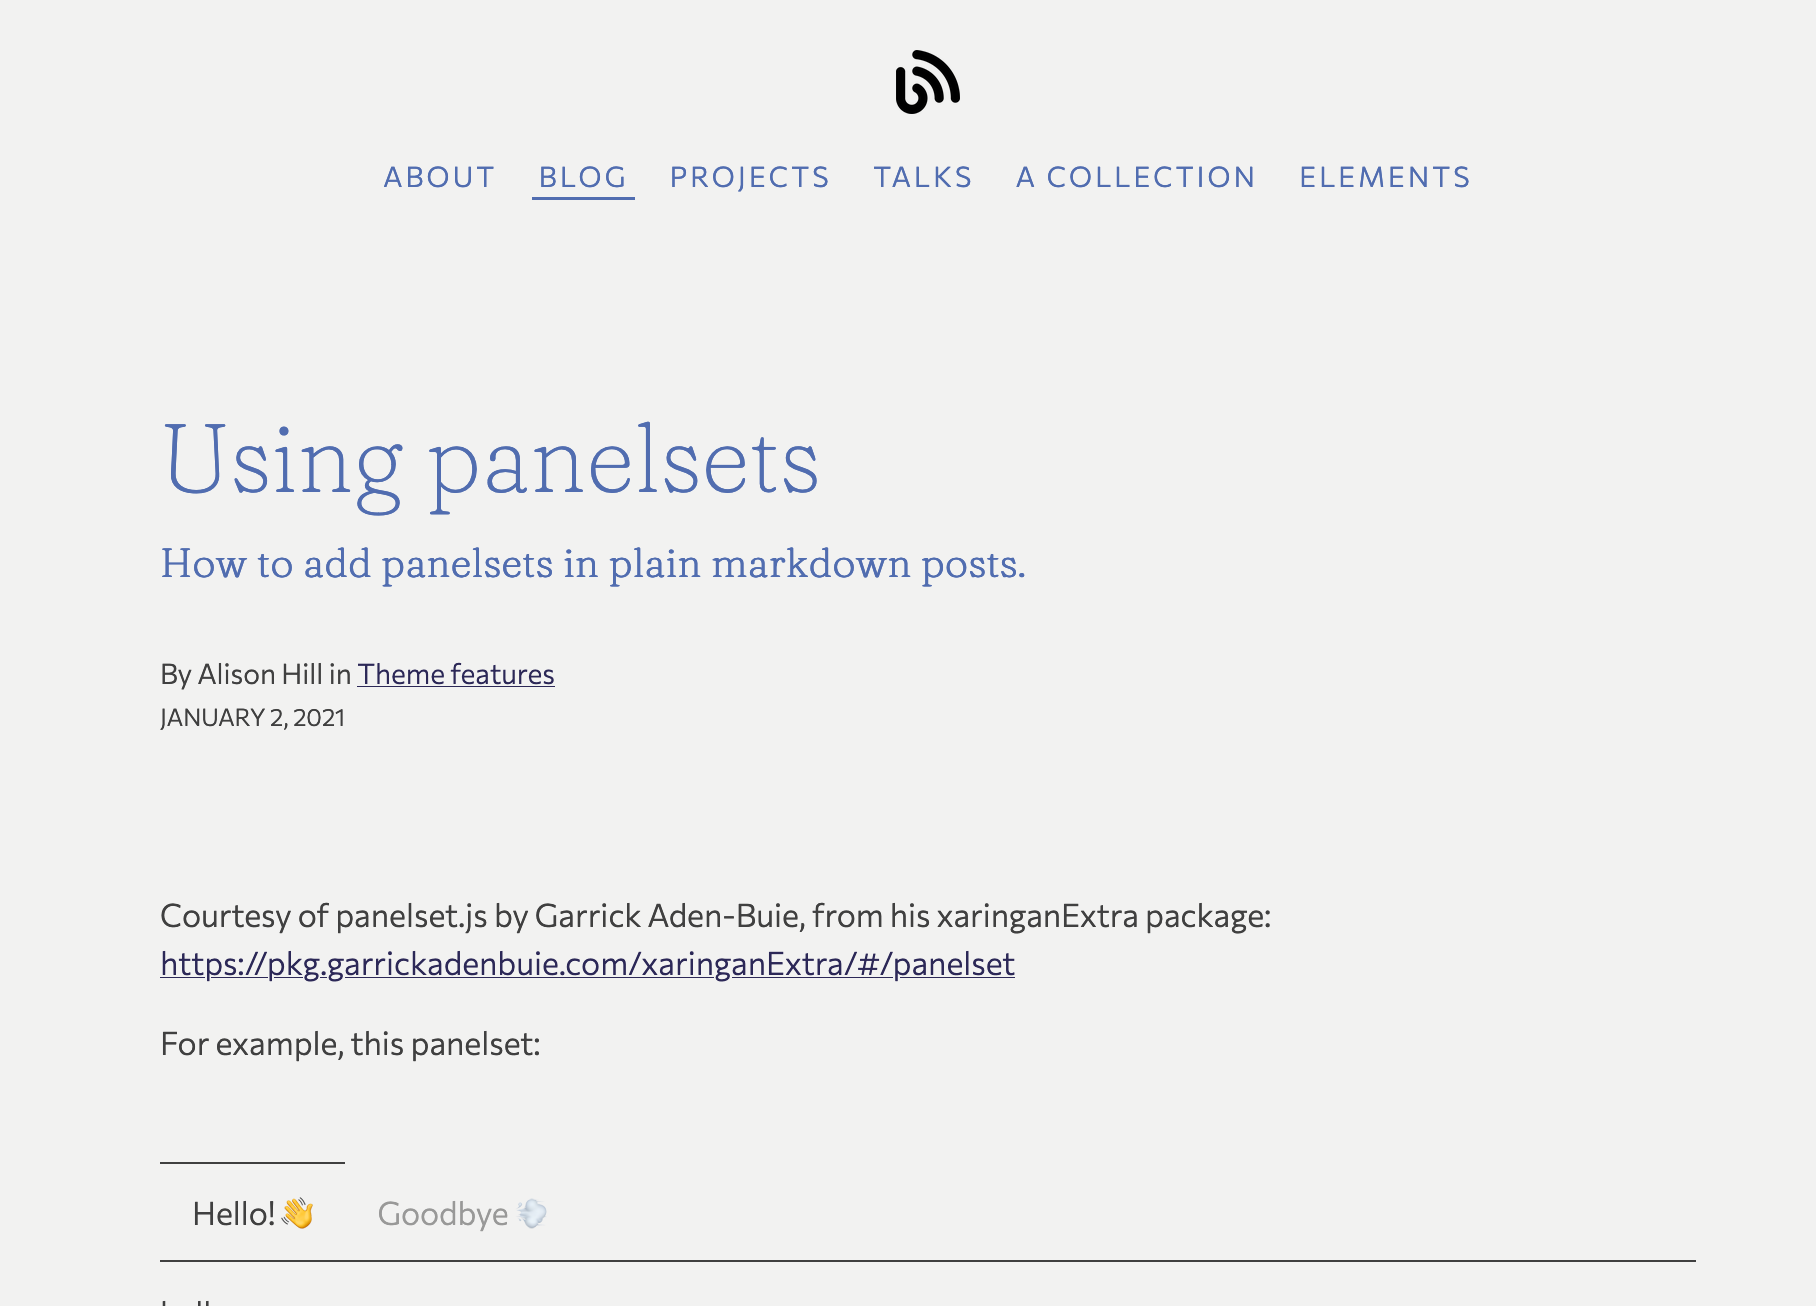 ABOUT BLOG PROJECTS TALKS A COLLECTION ELEMENTS
Using panelsets
How to add panelsets in plain markdown posts.
By Alison Hill in Theme features
JANUARY 2, 2021
Courtesy of panelset.js by Garrick Aden-Buie, from his xaringanExtra package:
https://pkg.garrickadenbuie.com/xaringanExtra/#/panelset
For example, this panelset:
Hello! 👋 Goodbye 💨